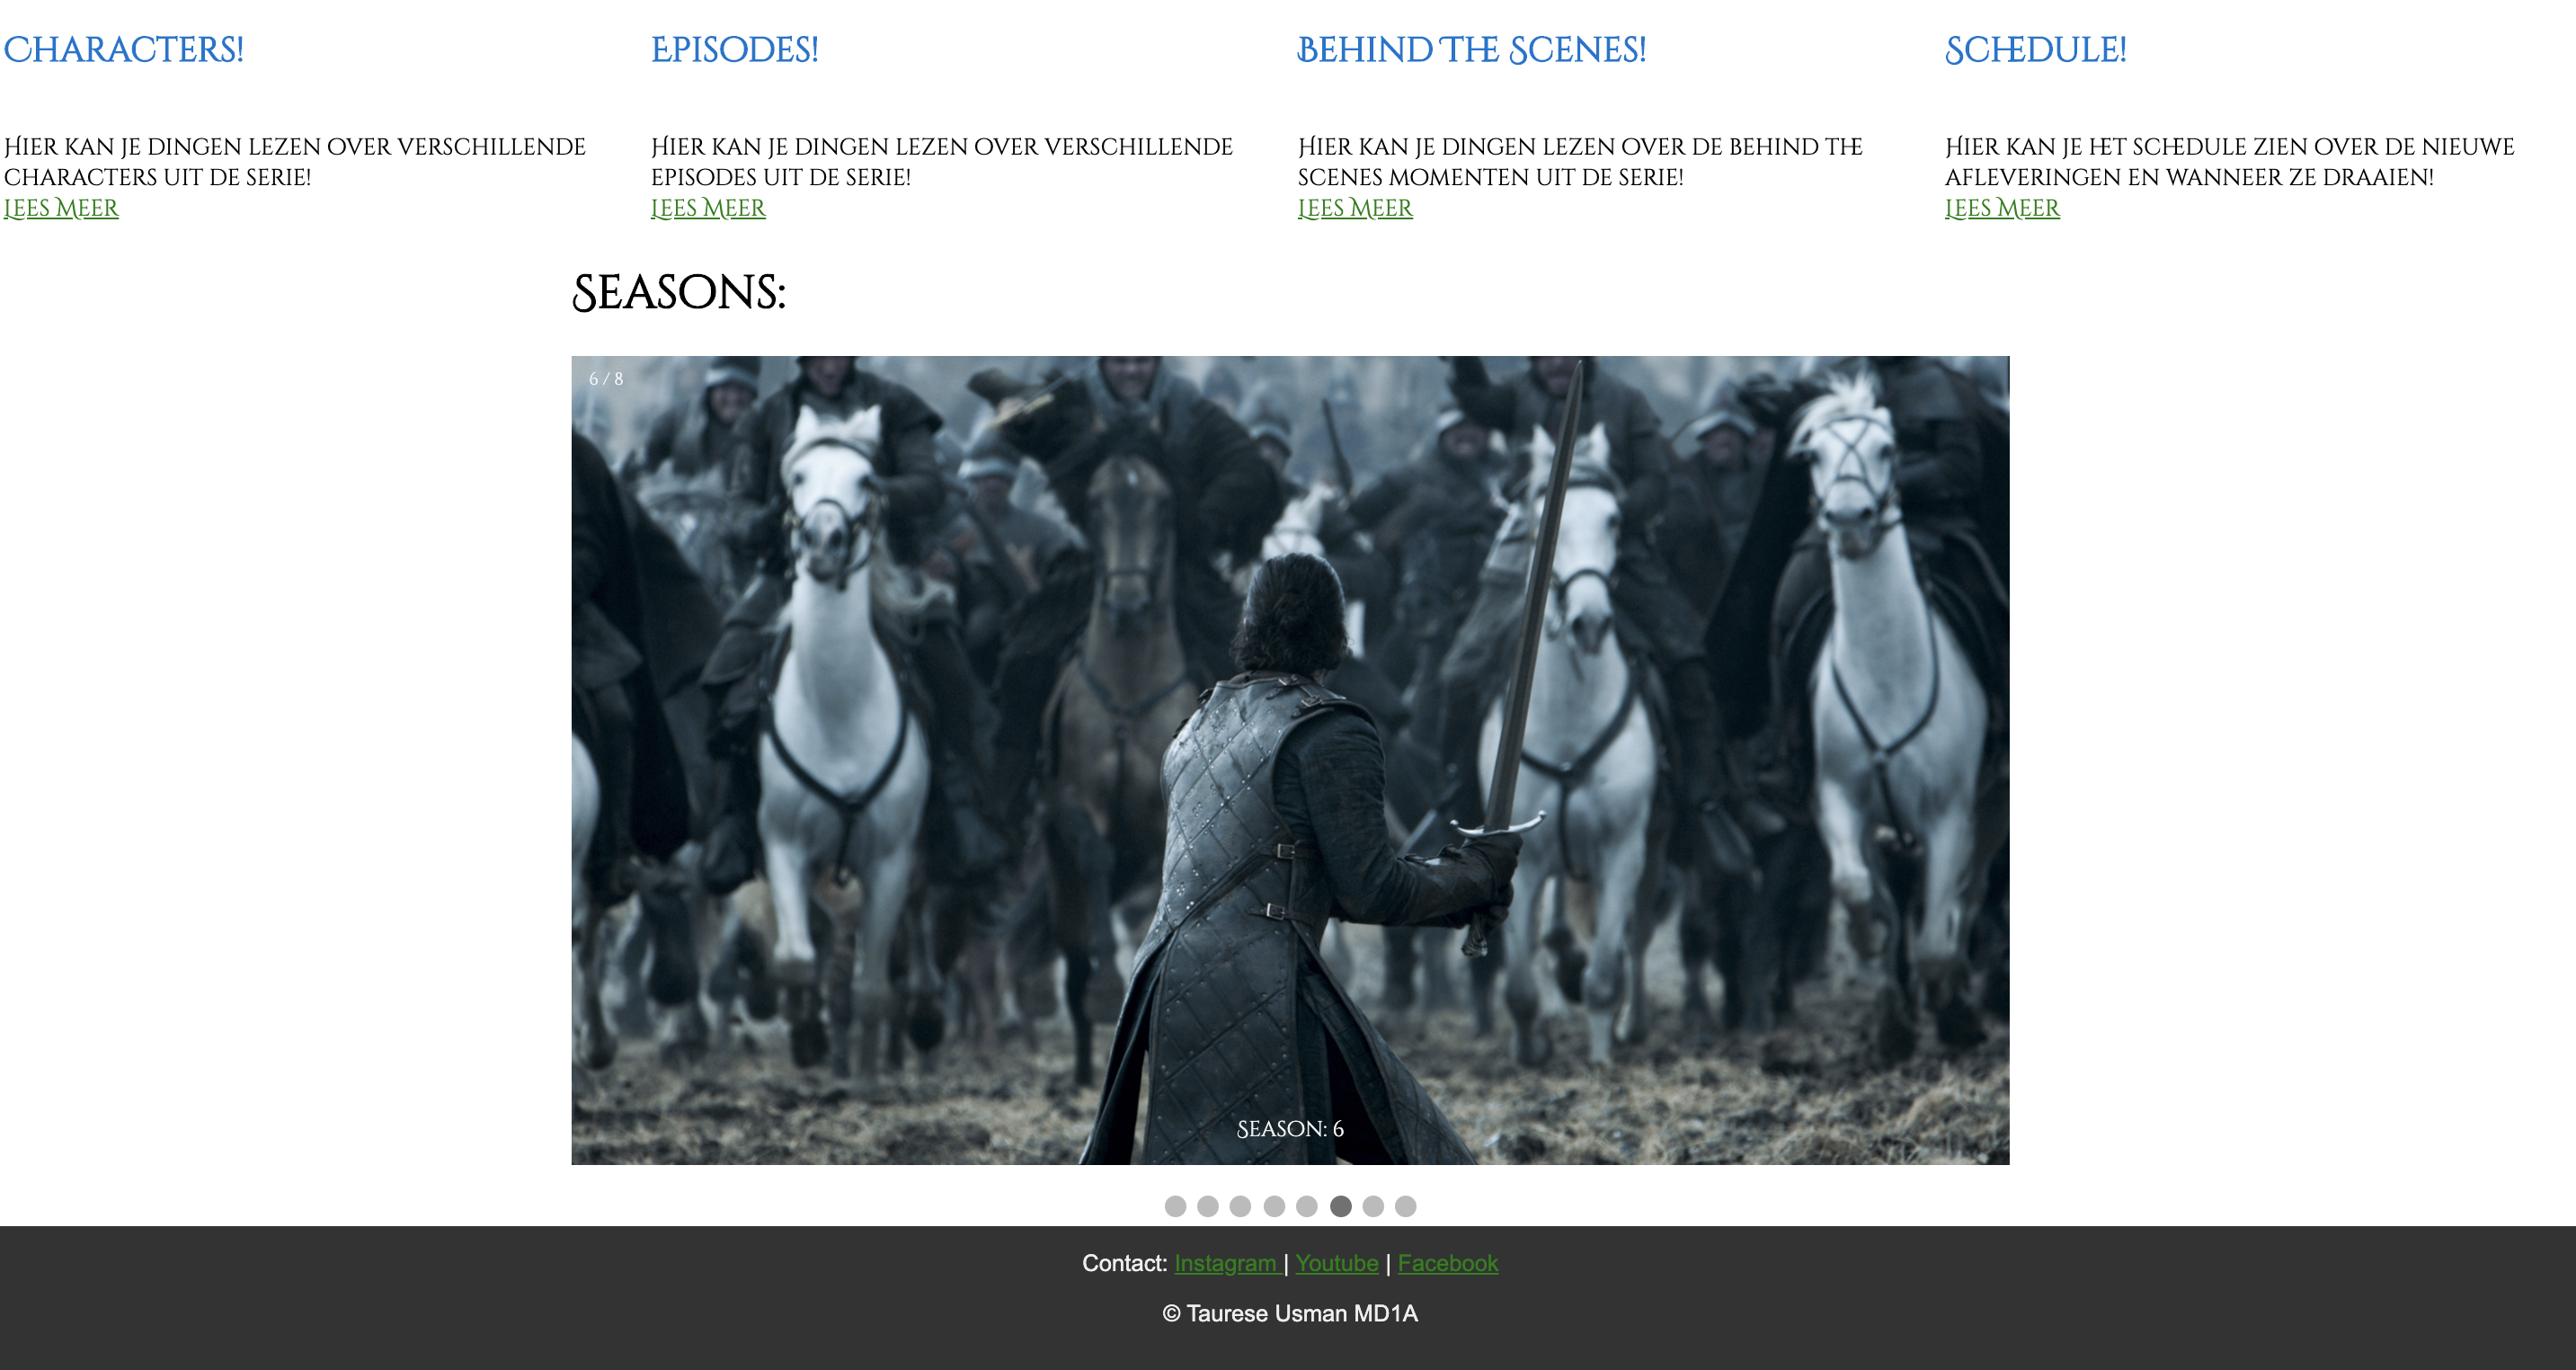 Characters!
Hier kan je dingen lezen over verschillende
characters uit de serie!
Lees Meer
Episodes!
Hier kan je dingen lezen over verschillende
episodes uit de serie!
Lees Meer
Behind The Scenes!
Hier kan je dingen lezen over de behind the
scenes momenten uit de serie!
Lees Meer
Schedule!
Hier kan je het schedule zien over de nieuwe
afleveringen en wanneer ze draaien!
Lees Meer
Seasons:
6 / 8
Season: 6
Contact: Instagram | Youtube | Facebook
© Taurese Usman MD1A